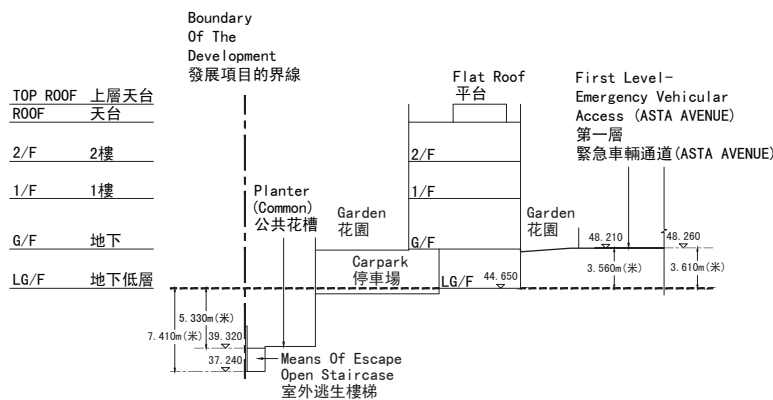 Boundary
Of The
Development
發展項目的界線
Flat Roof
平台
First Level-
Emergency Vehicular
Access (ASTA AVENUE)
第一層
緊急車輛通道(ASTA AVENUE)
TOP ROOF 上層天台
ROOF 天台
2/F 2樓
1/F 1樓
G/F 地下
LG/F 地下低層
2/F
1/F
G/F
LG/F 44.650
Planter
(Common)
公共花槽
Garden
花園
Carpark
停車場
Garden
花園
48.210
48.260
3.560m(米)
3.610m(米)
5.330m(米)
7.410m(米)
39.320
37.240
Means Of Escape
Open Staircase
室外逃生樓梯